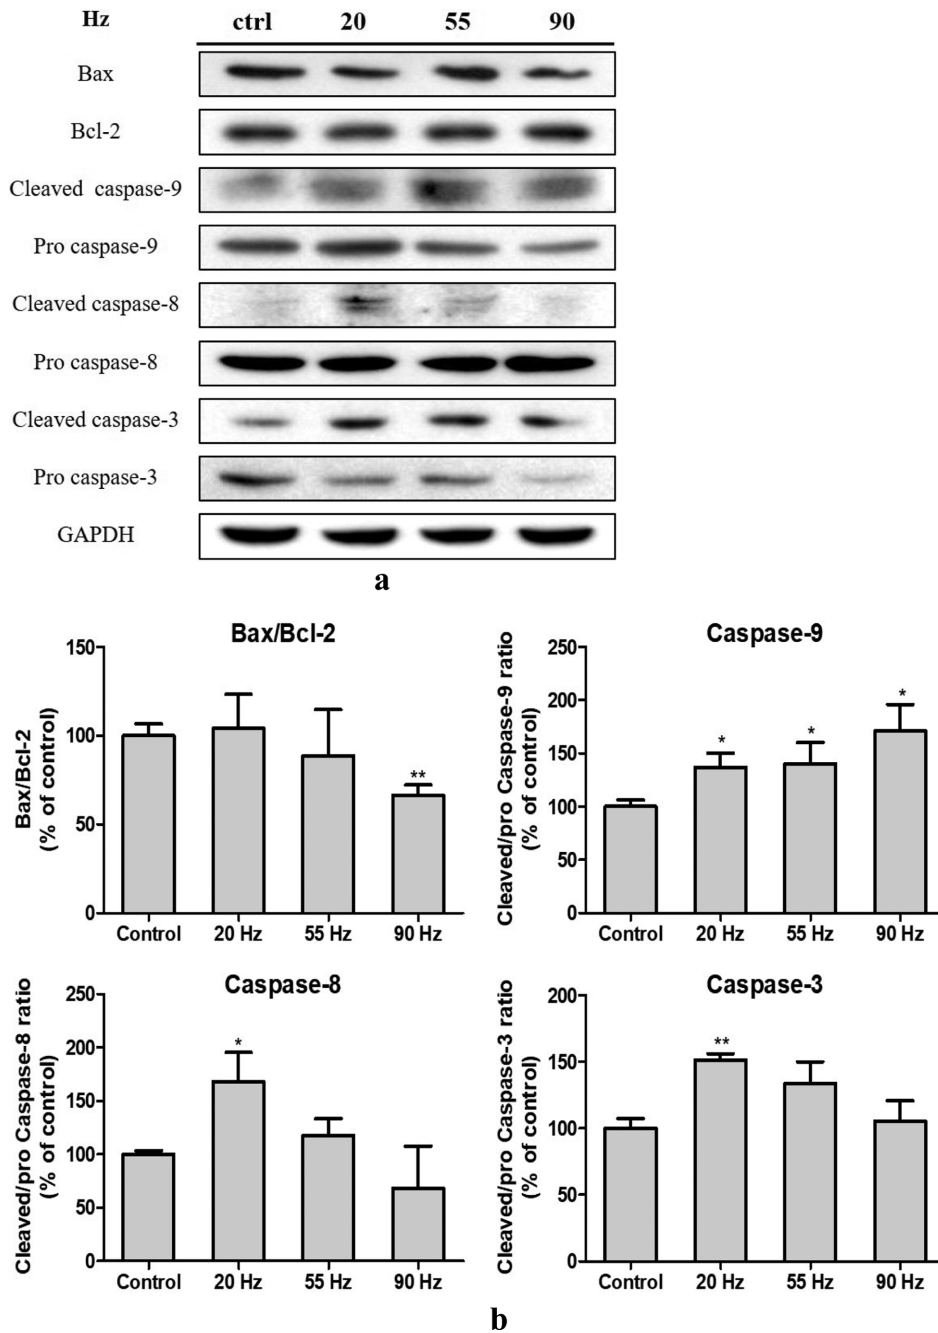 Hz ctrl 20 55 90
Bax
Bcl-2
Cleaved caspase-9
Pro caspase-9
Cleaved caspase-8
Pro caspase-8
Cleaved caspase-3
Pro caspase-3
GAPDH
a
Bax/Bcl-2
Bax/Bcl-2
(% of control)
150
100
50
0
Control 20 Hz 55 Hz 90 Hz
**
Caspase-9
Cleaved/pro Caspase-9 ratio
(% of control)
250
200
150
100
50
0
Control 20 Hz 55 Hz 90 Hz
* * *
Caspase-8
Cleaved/pro Caspase-8 ratio
(% of control)
250
200
150
100
50
0
Control 20 Hz 55 Hz 90 Hz
*
Caspase-3
Cleaved/pro Caspase-3 ratio
(% of control)
200
150
100
50
0
Control 20 Hz 55 Hz 90 Hz
**
b